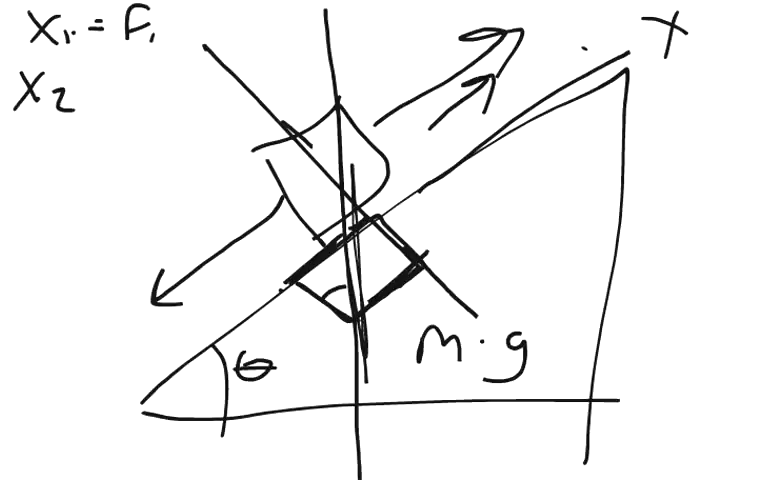 X₁ = F₁
X₂
X
θ
m·g